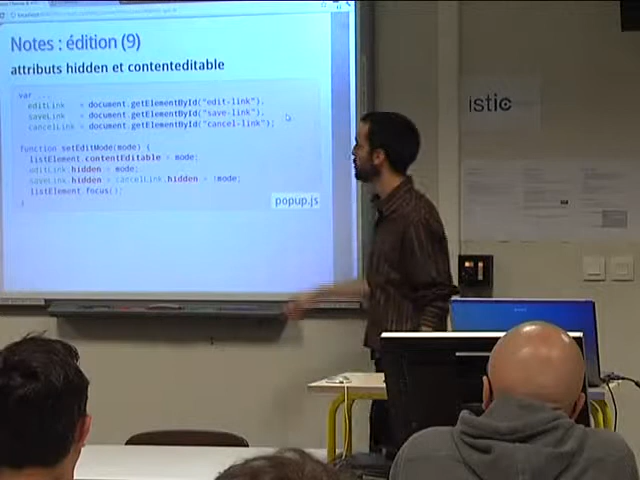 Notes : édition (9)
attributs hidden et contenteditable
var ...
editLink = document.getElementById("edit-link"),
saveLink = document.getElementById("save-link"),
cancelLink = document.getElementById("cancel-link");
function setEditMode(mode) {
listElement.contentEditable = mode;
editLink.hidden = mode;
saveLink.hidden = cancelLink.hidden = !mode;
listElement.focus();
}
popup.js
istic